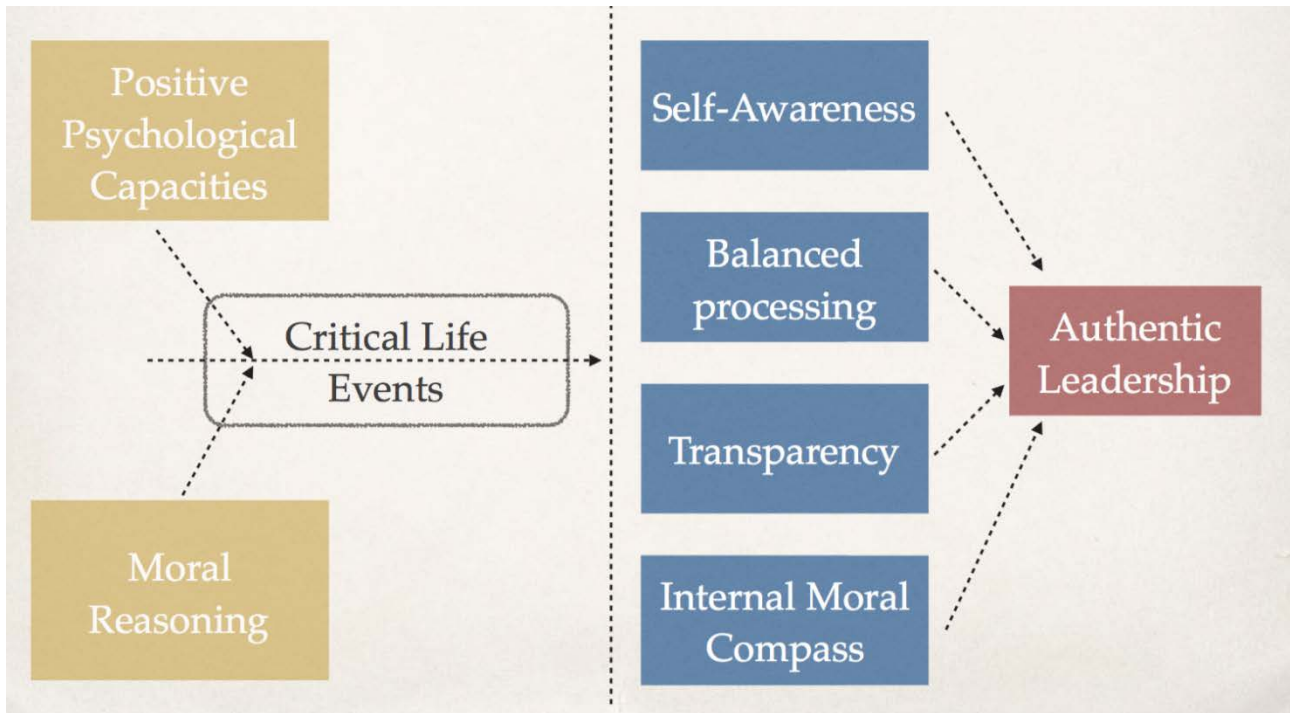 Positive
Psychological
Capacities
Critical Life
Events
Moral
Reasoning
Self-Awareness
Balanced
processing
Transparency
Internal Moral
Compass
Authentic
Leadership